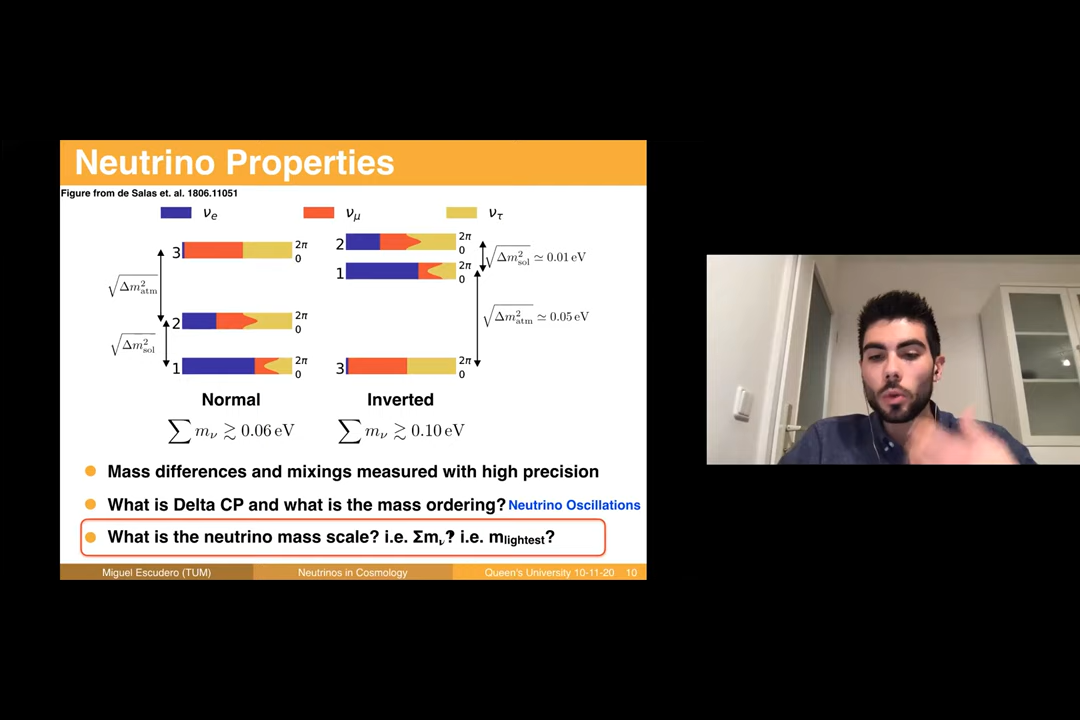 Neutrino Properties
Figure from de Salas et. al. 1806.11051
νe νμ ντ
3 2π
0
√Δm²atm
2 2π
0
√Δm²sol
1 2π
0
2 2π
0
√Δm²sol ≃ 0.01 eV
1 2π
0
√Δm²atm ≃ 0.05 eV
3 2π
0
Normal Inverted
∑ mν ≳ 0.06 eV ∑ mν ≳ 0.10 eV
Mass differences and mixings measured with high precision
What is Delta CP and what is the mass ordering? Neutrino Oscillations
What is the neutrino mass scale? i.e. Σmν? i.e. mlightest?
Miguel Escudero (TUM) Neutrinos in Cosmology Queen's University 10-11-20 10